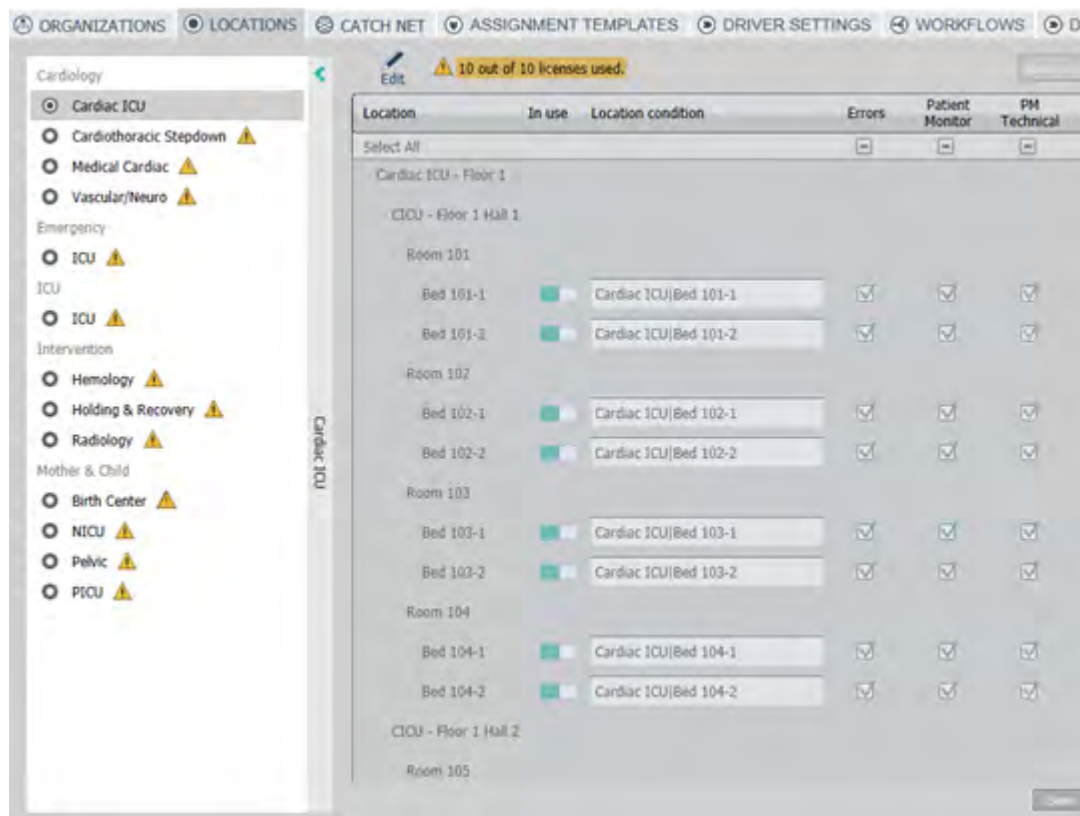 ORGANIZATIONS LOCATIONS CATCH NET ASSIGNMENT TEMPLATES DRIVER SETTINGS WORKFLOWS D
Cardiology
Cardiac ICU
Cardiothoracic Stepdown
Medical Cardiac
Vascular/Neuro
Emergency
ICU
ICU
ICU
Intervention
Hemology
Holding & Recovery
Radiology
Mother & Child
Birth Center
NICU
Pelvic
PICU
Cardiac ICU
Edit 10 out of 10 licenses used.
Location In use Location condition Errors Patient Monitor PM Technical
Select All
Cardiac ICU - Floor 1
CICU - Floor 1 Hall 1
Room 101
Bed 101-1 Cardiac ICU|Bed 101-1
Bed 101-2 Cardiac ICU|Bed 101-2
Room 102
Bed 102-1 Cardiac ICU|Bed 102-1
Bed 102-2 Cardiac ICU|Bed 102-2
Room 103
Bed 103-1 Cardiac ICU|Bed 103-1
Bed 103-2 Cardiac ICU|Bed 103-2
Room 104
Bed 104-1 Cardiac ICU|Bed 104-1
Bed 104-2 Cardiac ICU|Bed 104-2
CICU - Floor 1 Hall 2
Room 105